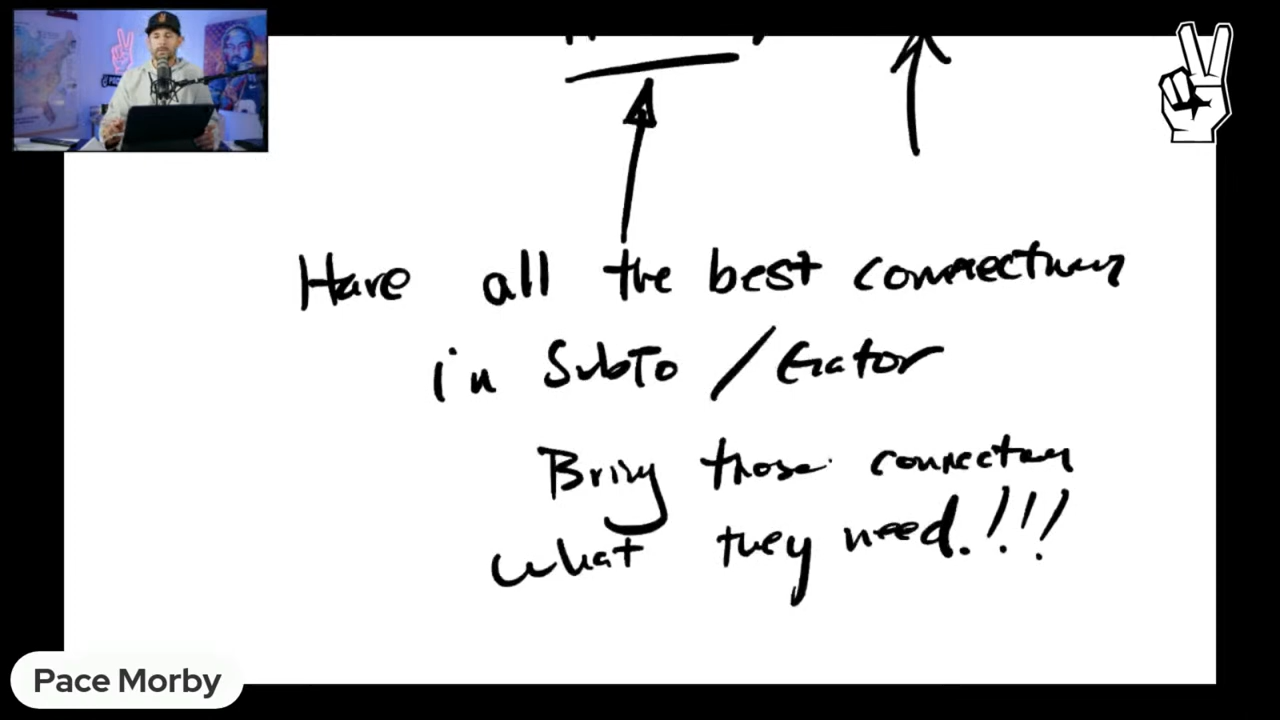 Have all the best connections
in SubTo / Gator
Bring those connections
what they need.!!!
Pace Morby